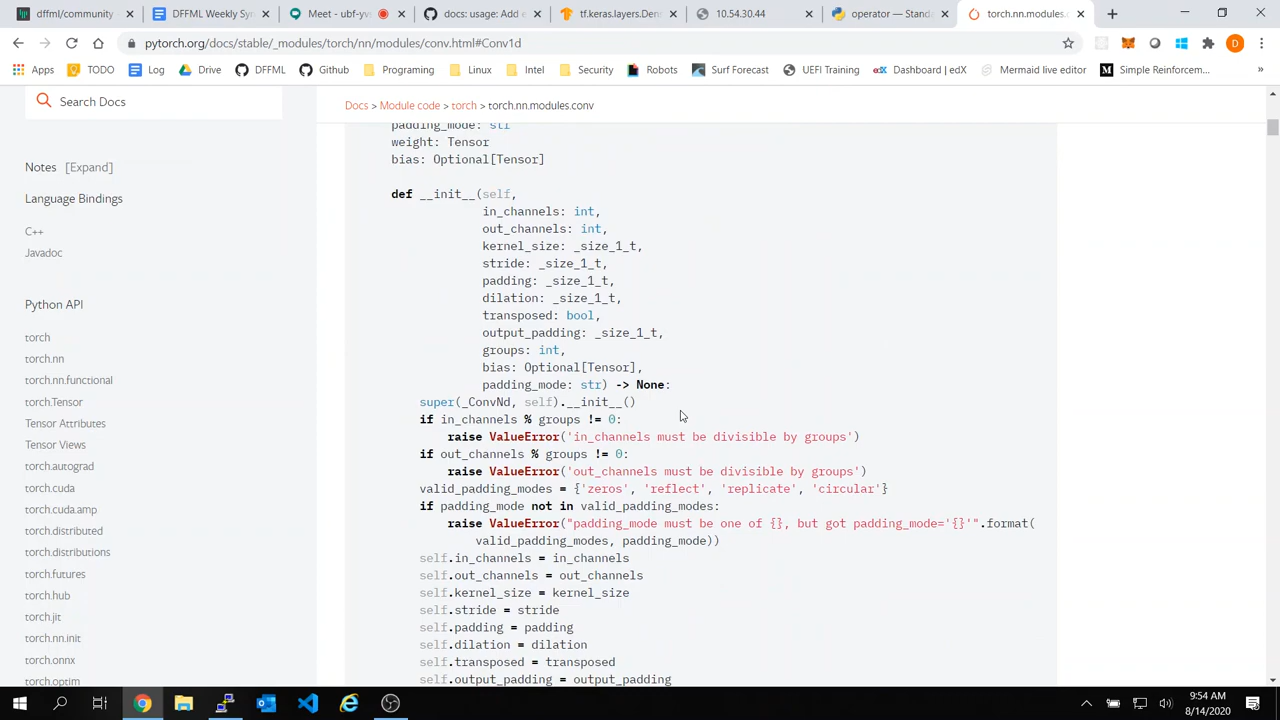 dffml/community
DFFML Weekly Syn
Meet - ubf-eysv
docs: usage: Add e
tf.keras.layers.Den
10.54.30.44
operator — Stand
torch.nn.modules.c
pytorch.org/docs/stable/_modules/torch/nn/modules/conv.html#Conv1d
D
Apps
TODO
Log
Drive
DFFML
Github
Programing
Linux
Intel
Security
Robots
Surf Forecast
UEFI Training
Dashboard | edX
Mermaid live editor
Simple Reinforcem...
»
Search Docs
Docs > Module code > torch > torch.nn.modules.conv
Notes [Expand]
Language Bindings
C++
Javadoc
Python API
torch
torch.nn
torch.nn.functional
torch.Tensor
Tensor Attributes
Tensor Views
torch.autograd
torch.cuda
torch.cuda.amp
torch.distributed
torch.distributions
torch.futures
torch.hub
torch.jit
torch.nn.init
torch.onnx
torch.optim
padding_mode: str
weight: Tensor
bias: Optional[Tensor]
def __init__(self,
in_channels: int,
out_channels: int,
kernel_size: _size_1_t,
stride: _size_1_t,
padding: _size_1_t,
dilation: _size_1_t,
transposed: bool,
output_padding: _size_1_t,
groups: int,
bias: Optional[Tensor],
padding_mode: str) -> None:
super(_ConvNd, self).__init__()
if in_channels % groups != 0:
raise ValueError('in_channels must be divisible by groups')
if out_channels % groups != 0:
raise ValueError('out_channels must be divisible by groups')
valid_padding_modes = {'zeros', 'reflect', 'replicate', 'circular'}
if padding_mode not in valid_padding_modes:
raise ValueError("padding_mode must be one of {}, but got padding_mode='{}'".format(
valid_padding_modes, padding_mode))
self.in_channels = in_channels
self.out_channels = out_channels
self.kernel_size = kernel_size
self.stride = stride
self.padding = padding
self.dilation = dilation
self.transposed = transposed
self.output_padding = output_padding
9:54 AM
8/14/2020